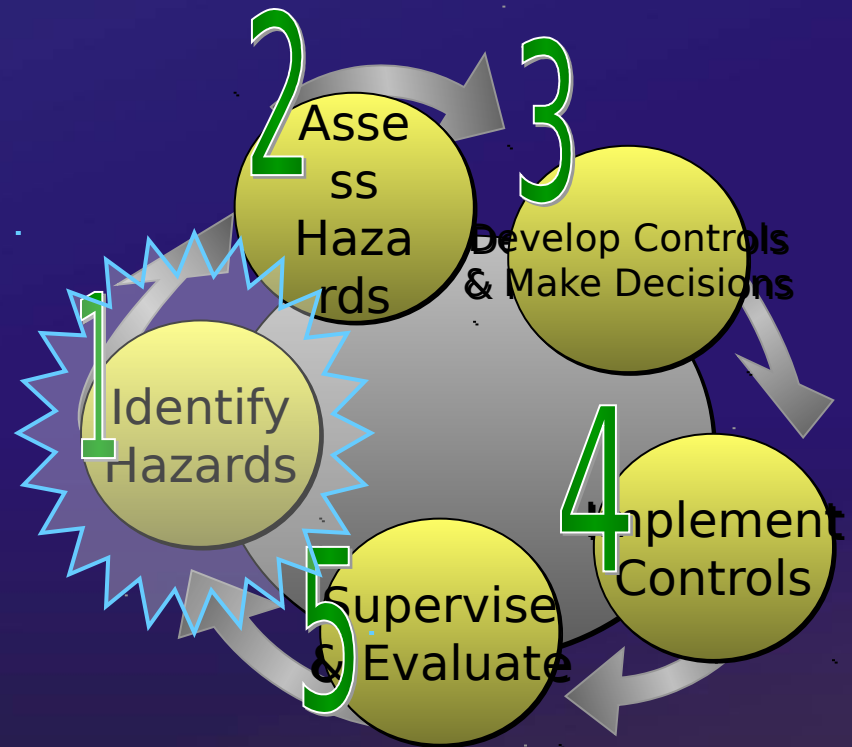 1
Identify
Hazards
2
Asse
ss
Haza
rds
3
Develop Controls
& Make Decisions
4
Implement
Controls
5
Supervise
& Evaluate